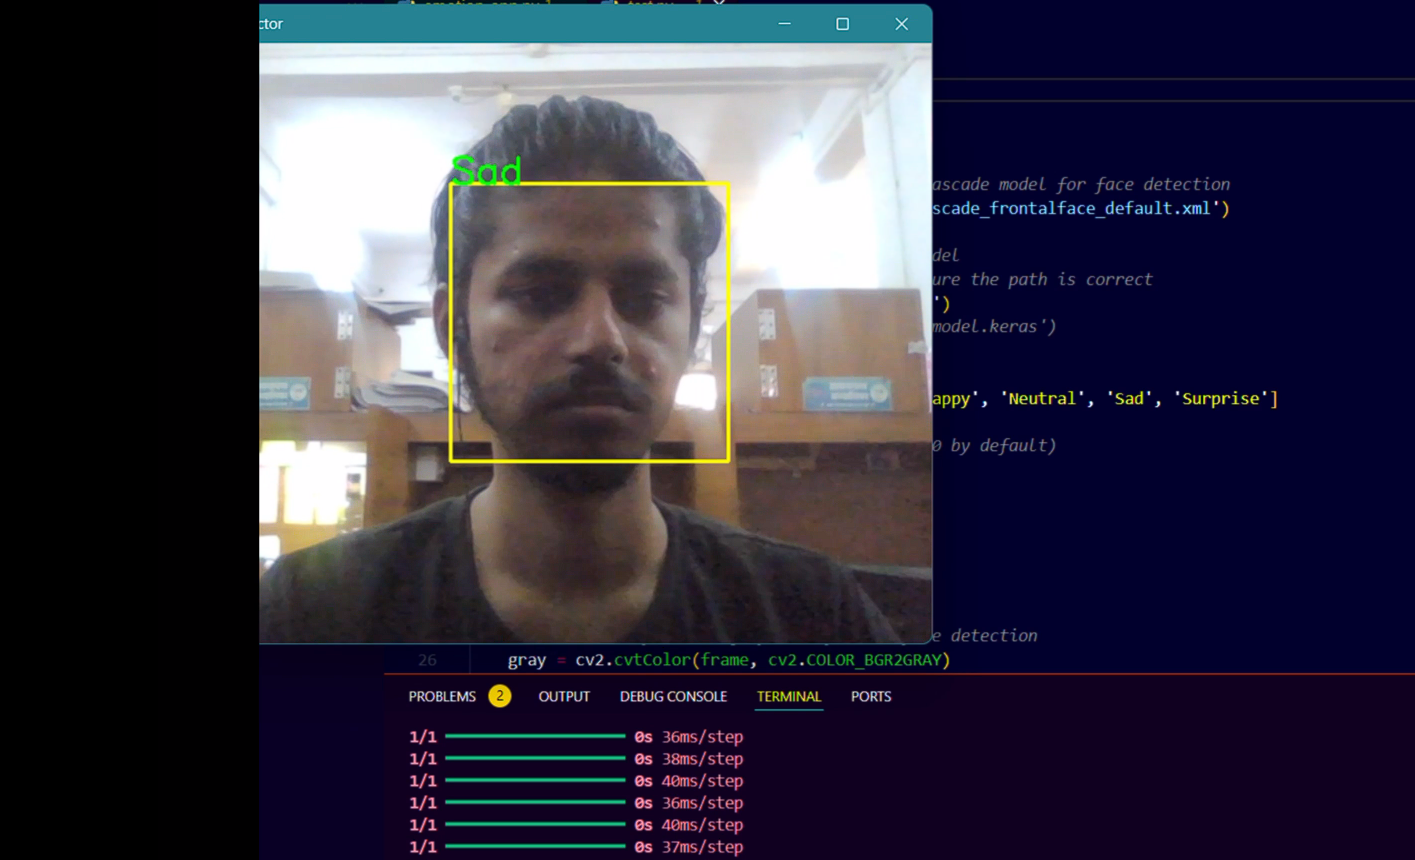 ctor
Sad
ascade model for face detection
scade_frontalface_default.xml')
del
ure the path is correct
')
model.keras')
appy', 'Neutral', 'Sad', 'Surprise']
0 by default)
e detection
26 gray = cv2.cvtColor(frame, cv2.COLOR_BGR2GRAY)
PROBLEMS 2 OUTPUT DEBUG CONSOLE TERMINAL PORTS
1/1 0s 36ms/step
1/1 0s 38ms/step
1/1 0s 40ms/step
1/1 0s 36ms/step
1/1 0s 40ms/step
1/1 0s 37ms/step